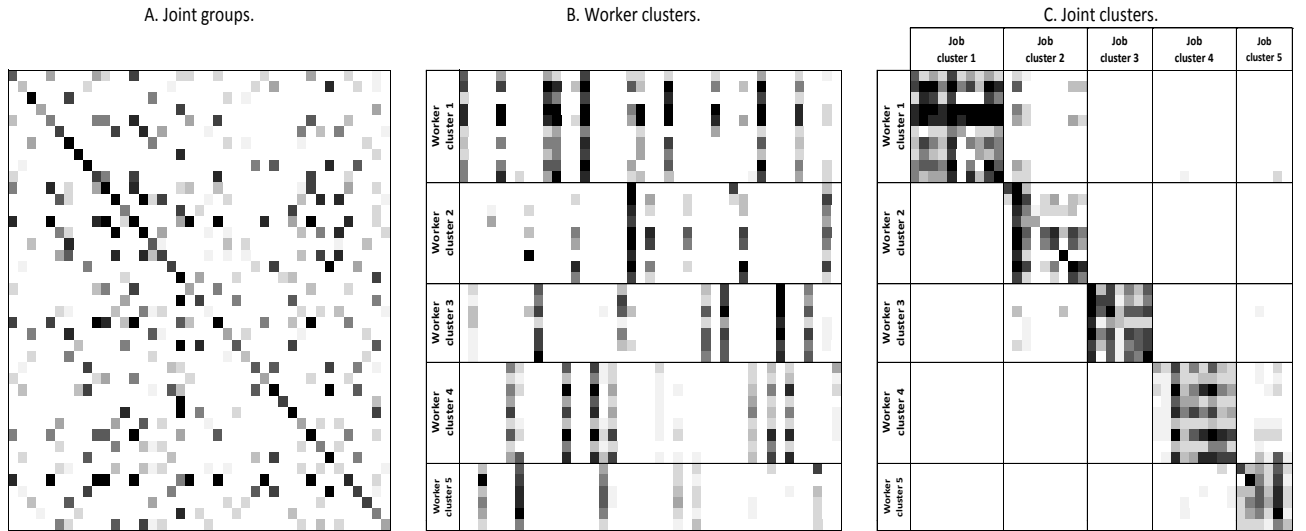 A. Joint groups.
B. Worker clusters.
C. Joint clusters.
Job
cluster 1
Job
cluster 2
Job
cluster 3
Job
cluster 4
Job
cluster 5
Worker
cluster 1
Worker
cluster 2
Worker
cluster 3
Worker
cluster 4
Worker
cluster 5
Worker
cluster 1
Worker
cluster 2
Worker
cluster 3
Worker
cluster 4
Worker
cluster 5